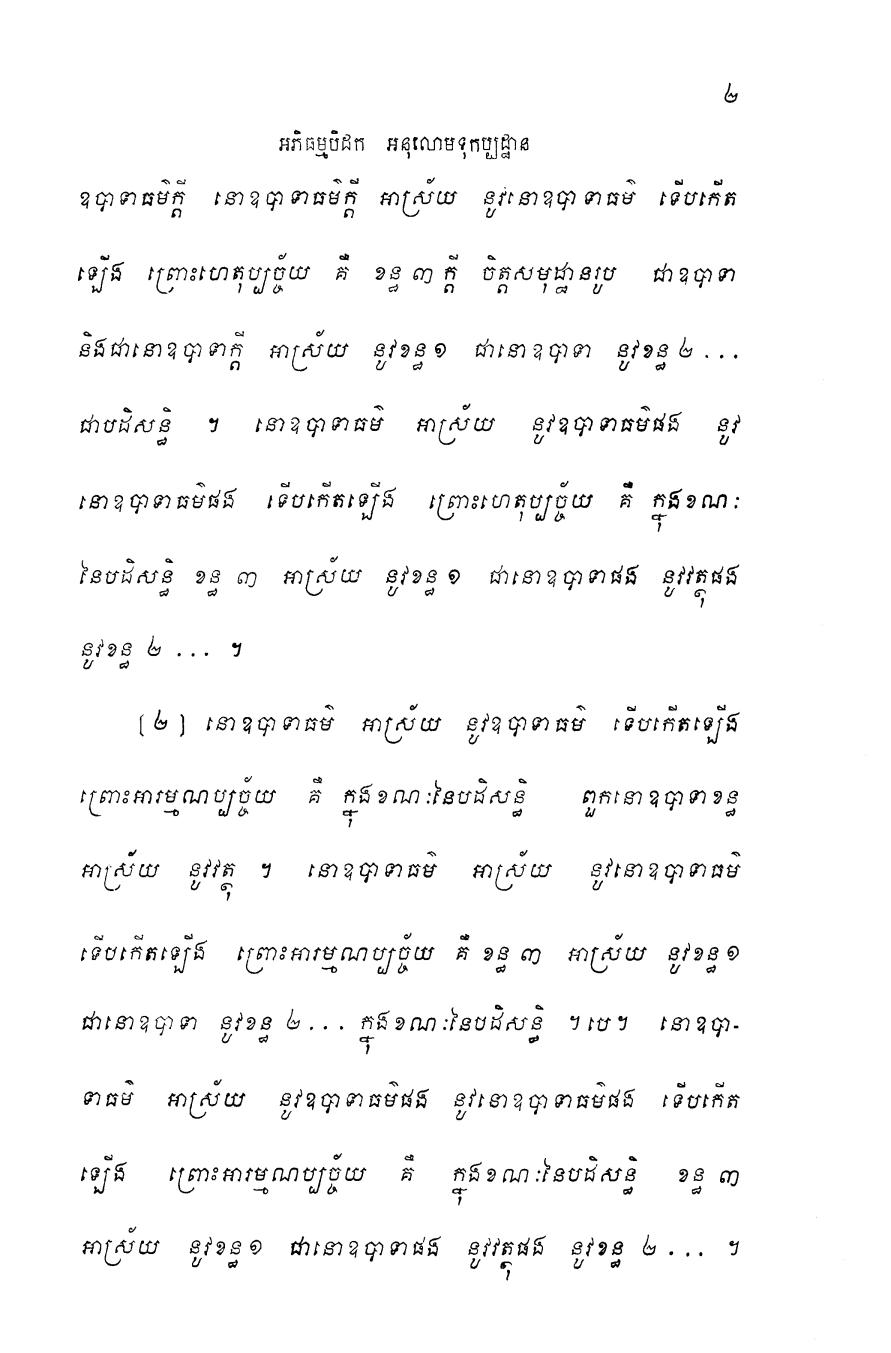 ២
អភិធម្មបិដក អនុលោមទុកប្បដ្ឋាន
ឧបាទាធម៌ក្តី នោឧបាទាធម៌ក្តី អាស្រ័យ នូវនោឧបាទាធម៌ ទើបកើត
ឡើង ព្រោះហេតុប្បច្ច័យ គឺ ខន្ធ ៣ ក្តី ចិត្តសមុដ្ឋានរូប ជាឧបាទា
និងជានោឧបាទាក្តី អាស្រ័យ នូវខន្ធ ១ ជានោឧបាទា នូវខន្ធ ២ ...
ជាបដិសន្ធិ ។ នោឧបាទាធម៌ អាស្រ័យ នូវឧបាទាធម៌ផង នូវ
នោឧបាទាធម៌ផង ទើបកើតឡើង ព្រោះហេតុប្បច្ច័យ គឺ ក្នុងខណៈ
នៃបដិសន្ធិ ខន្ធ ៣ អាស្រ័យ នូវខន្ធ ១ ជានោឧបាទាផង នូវវត្ថុផង
នូវខន្ធ ២ ... ។
[២] នោឧបាទាធម៌ អាស្រ័យ នូវឧបាទាធម៌ ទើបកើតឡើង
ព្រោះអារម្មណប្បច្ច័យ គឺ ក្នុងខណៈនៃបដិសន្ធិ ពួកនោឧបាទាខន្ធ
អាស្រ័យ នូវវត្ថុ ។ នោឧបាទាធម៌ អាស្រ័យ នូវនោឧបាទាធម៌
ទើបកើតឡើង ព្រោះអារម្មណប្បច្ច័យ គឺ ខន្ធ ៣ អាស្រ័យ នូវខន្ធ ១
ជានោឧបាទា នូវខន្ធ ២ ... ក្នុងខណៈនៃបដិសន្ធិ ។បេ។ នោឧបា-
ទាធម៌ អាស្រ័យ នូវឧបាទាធម៌ផង នូវនោឧបាទាធម៌ផង ទើបកើត
ឡើង ព្រោះអារម្មណប្បច្ច័យ គឺ ក្នុងខណៈនៃបដិសន្ធិ ខន្ធ ៣
អាស្រ័យ នូវខន្ធ ១ ជានោឧបាទាផង នូវវត្ថុផង នូវខន្ធ ២ ... ។